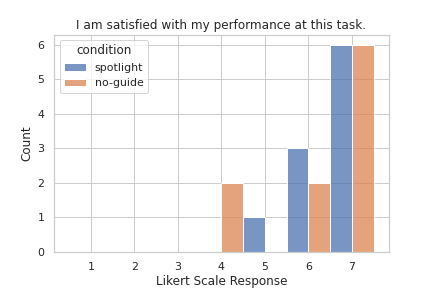 I am satisfied with my performance at this task.
condition
spotlight
no-guide
6
5
4
3
2
1
0
Count
1 2 3 4 5 6 7
Likert Scale Response